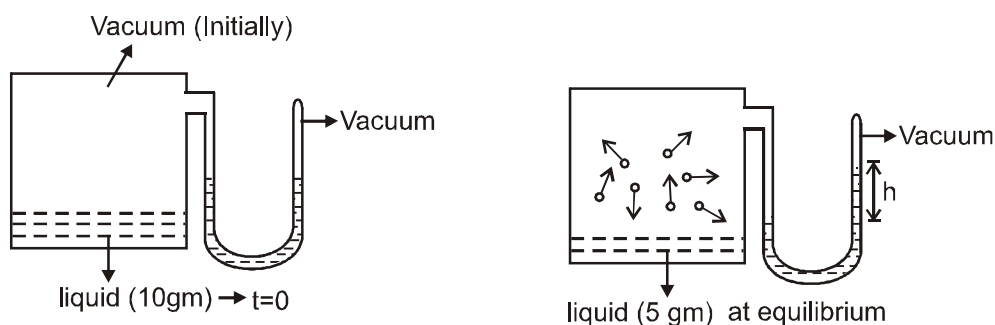 Vacuum (Initially)
Vacuum
liquid (10gm) → t=0
Vacuum
h
liquid (5 gm) at equilibrium